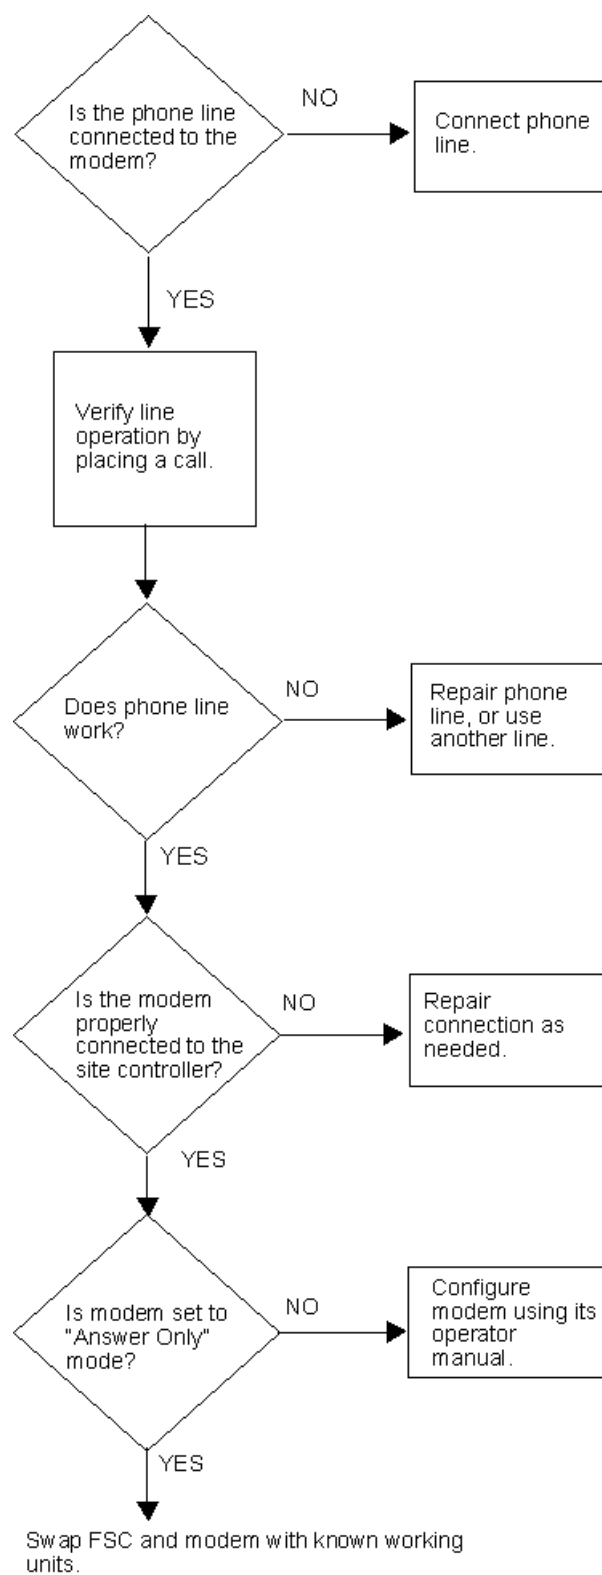 Is the phone line
connected to the
modem?
NO
Connect phone
line.
YES
Verify line
operation by
placing a call.
Does phone line
work?
NO
Repair phone
line, or use
another line.
YES
Is the modem
properly
connected to the
site controller?
NO
Repair
connection as
needed.
YES
Is modem set to
"Answer Only"
mode?
NO
Configure
modem using its
operator
manual.
YES
Swap FSC and modem with known working
units.